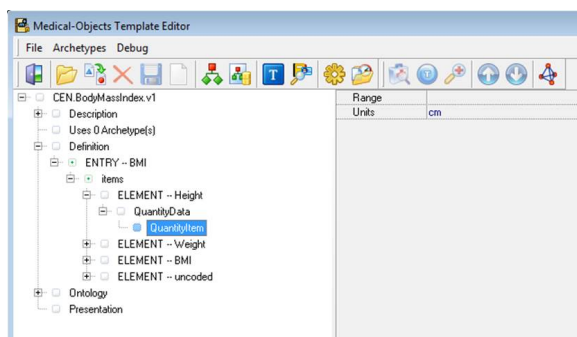 Medical-Objects Template Editor
File Archetypes Debug
T
CEN.BodyMassIndex.v1
Range
Description
Units cm
Uses 0 Archetype(s)
Definition
ENTRY -- BMI
items
ELEMENT -- Height
QuantityData
QuantityItem
ELEMENT -- Weight
ELEMENT -- BMI
ELEMENT -- uncoded
Ontology
Presentation